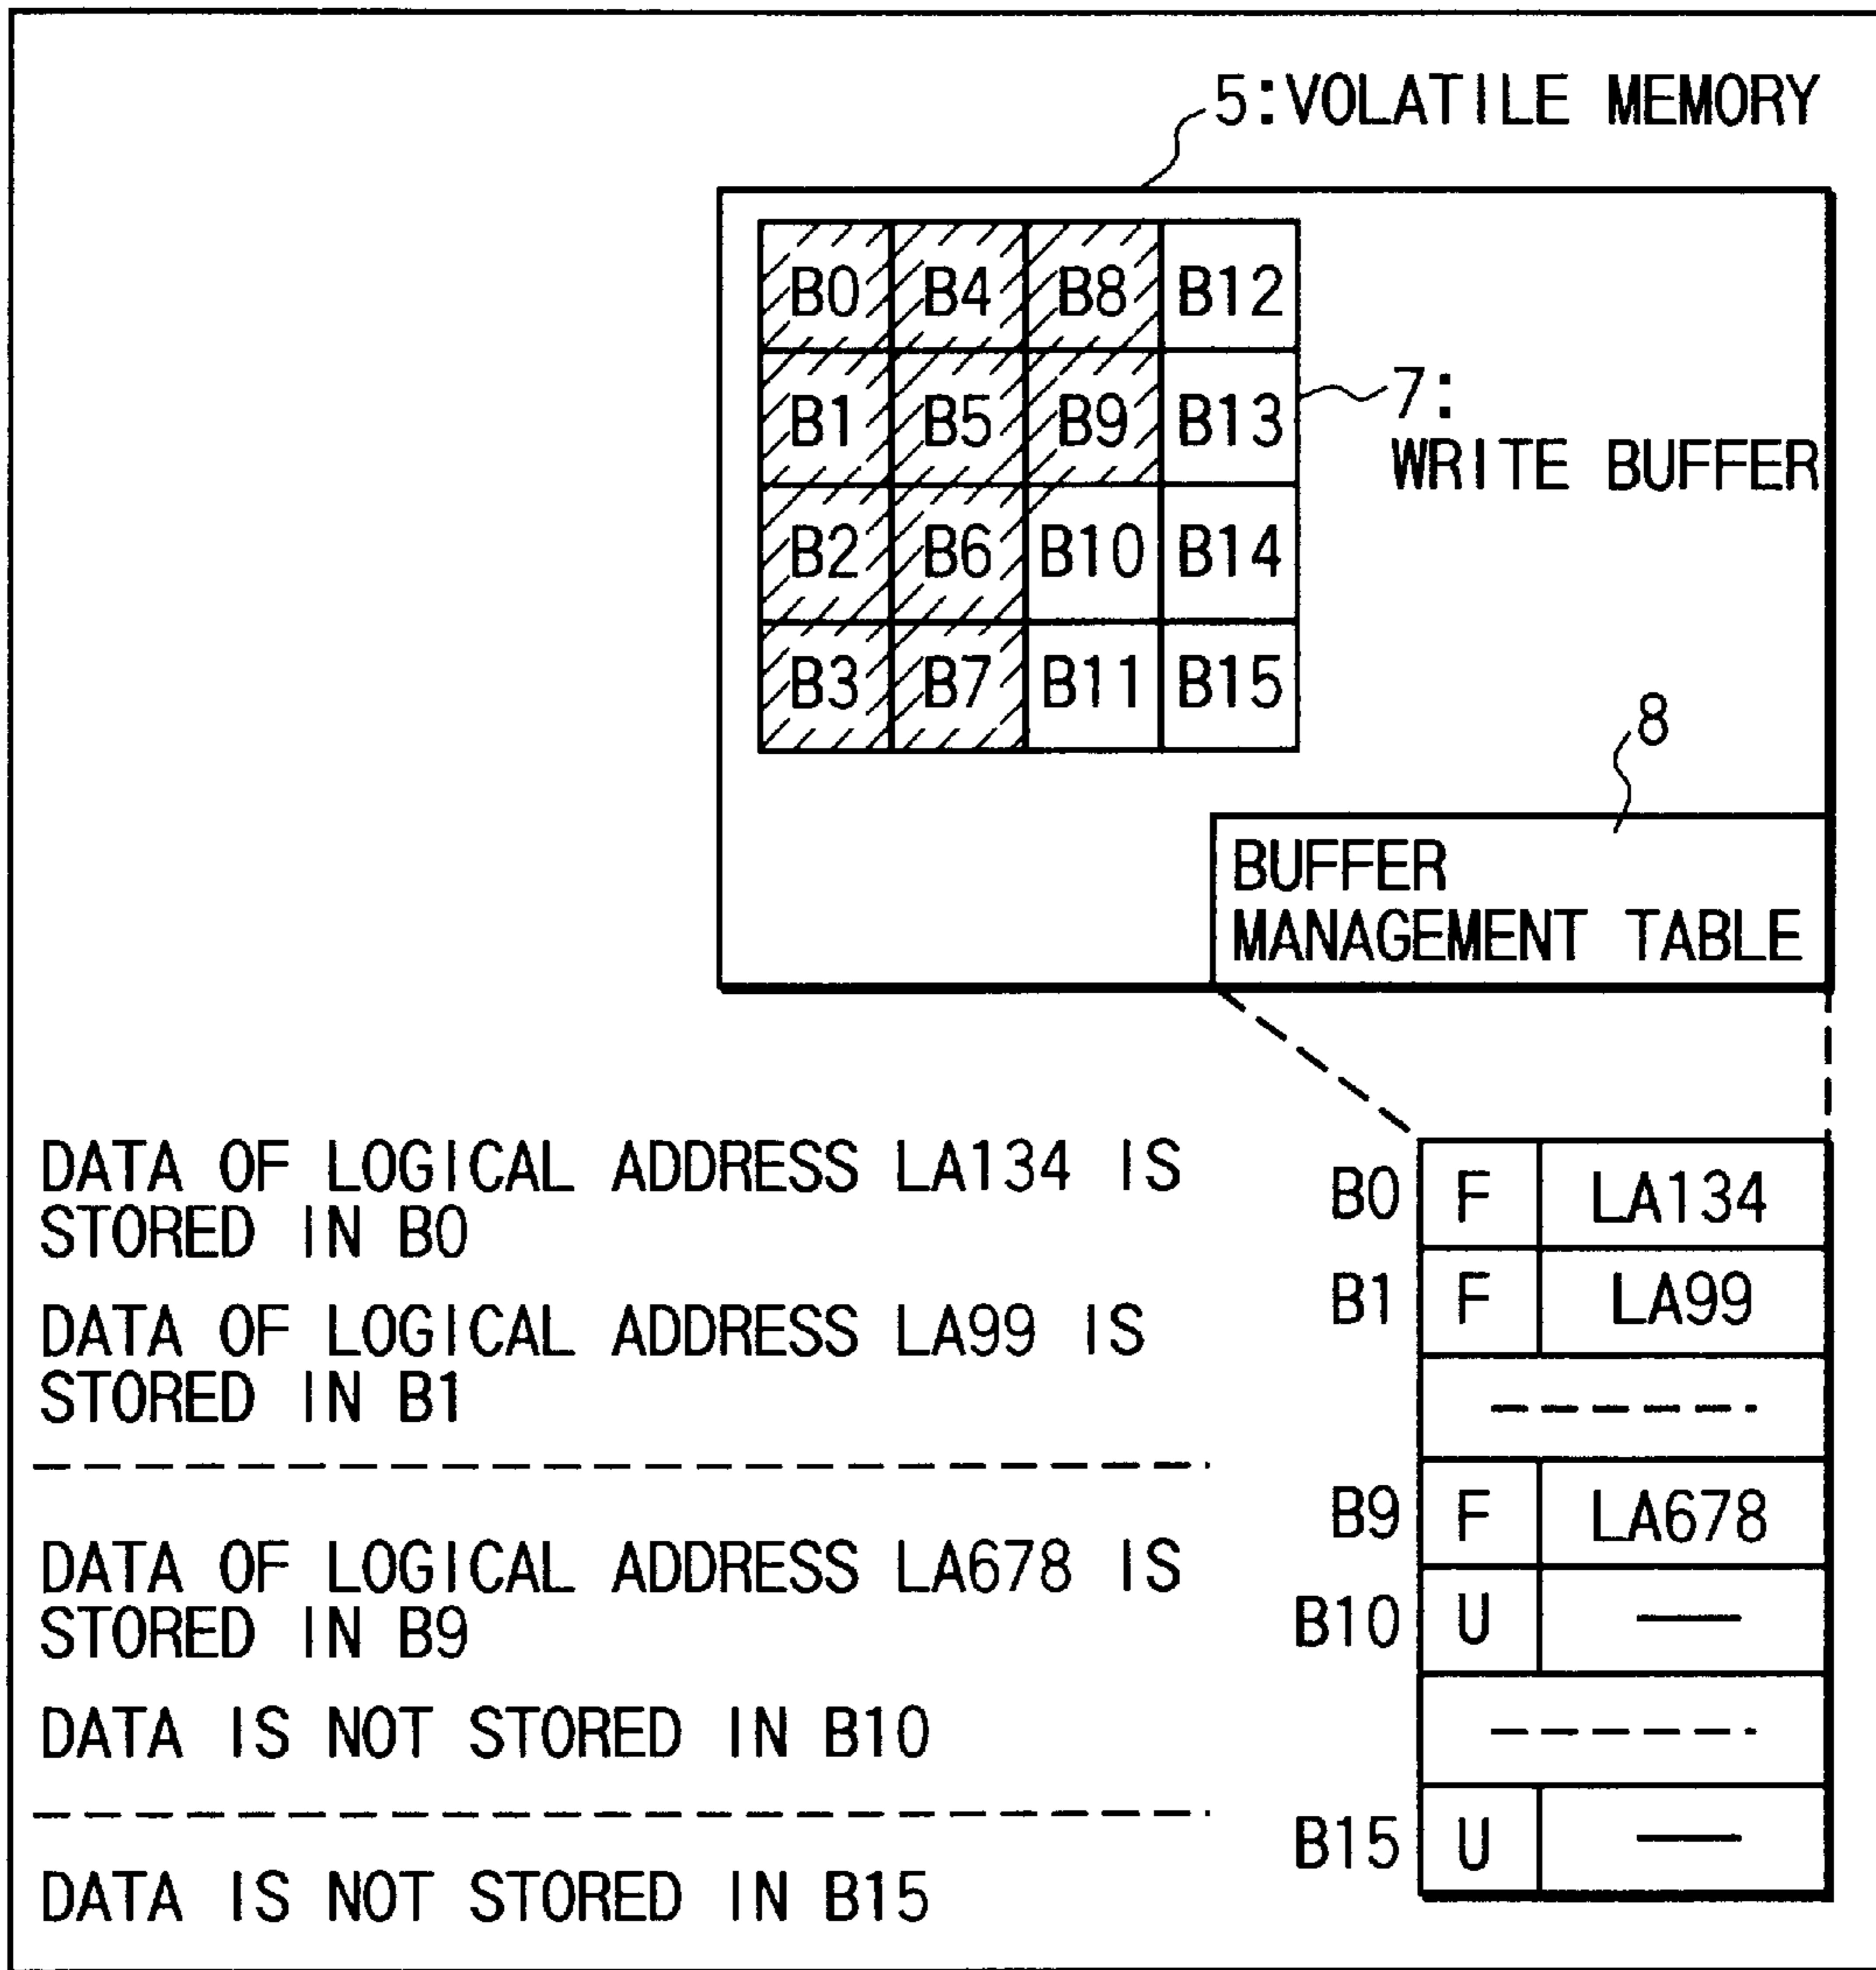 5:VOLATILE MEMORY
B0 B4 B8 B12
B1 B5 B9 B13
7:
WRITE BUFFER
B2 B6 B10 B14
B3 B7 B11 B15
8
BUFFER
MANAGEMENT TABLE
DATA OF LOGICAL ADDRESS LA134 IS
STORED IN B0
B0 F LA134
DATA OF LOGICAL ADDRESS LA99 IS
STORED IN B1
B1 F LA99
DATA OF LOGICAL ADDRESS LA678 IS
STORED IN B9
B9 F LA678
DATA IS NOT STORED IN B10
B10 U —
DATA IS NOT STORED IN B15
B15 U —